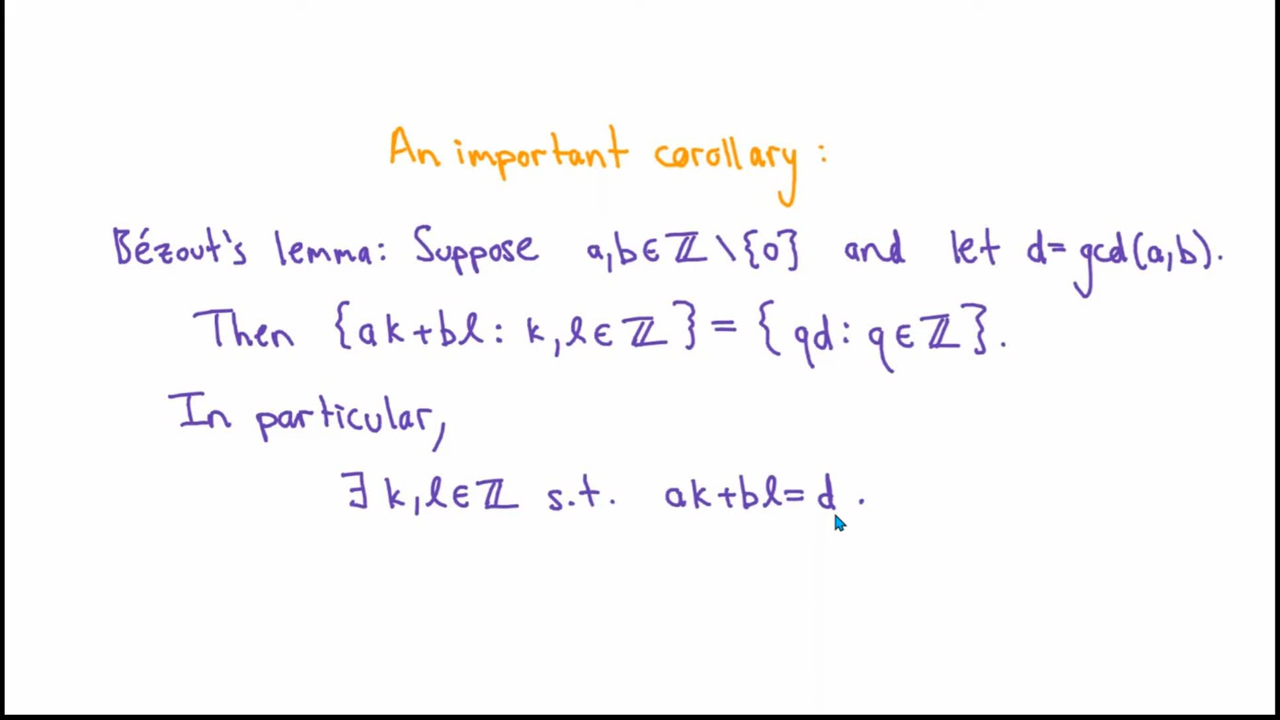 An important corollary:
Bézout's lemma: Suppose a,b∈ℤ\{0} and let d=gcd(a,b).
Then {ak+bl: k,l∈ℤ}={qd: q∈ℤ}.
In particular,
∃ k,l∈ℤ s.t. ak+bl=d.